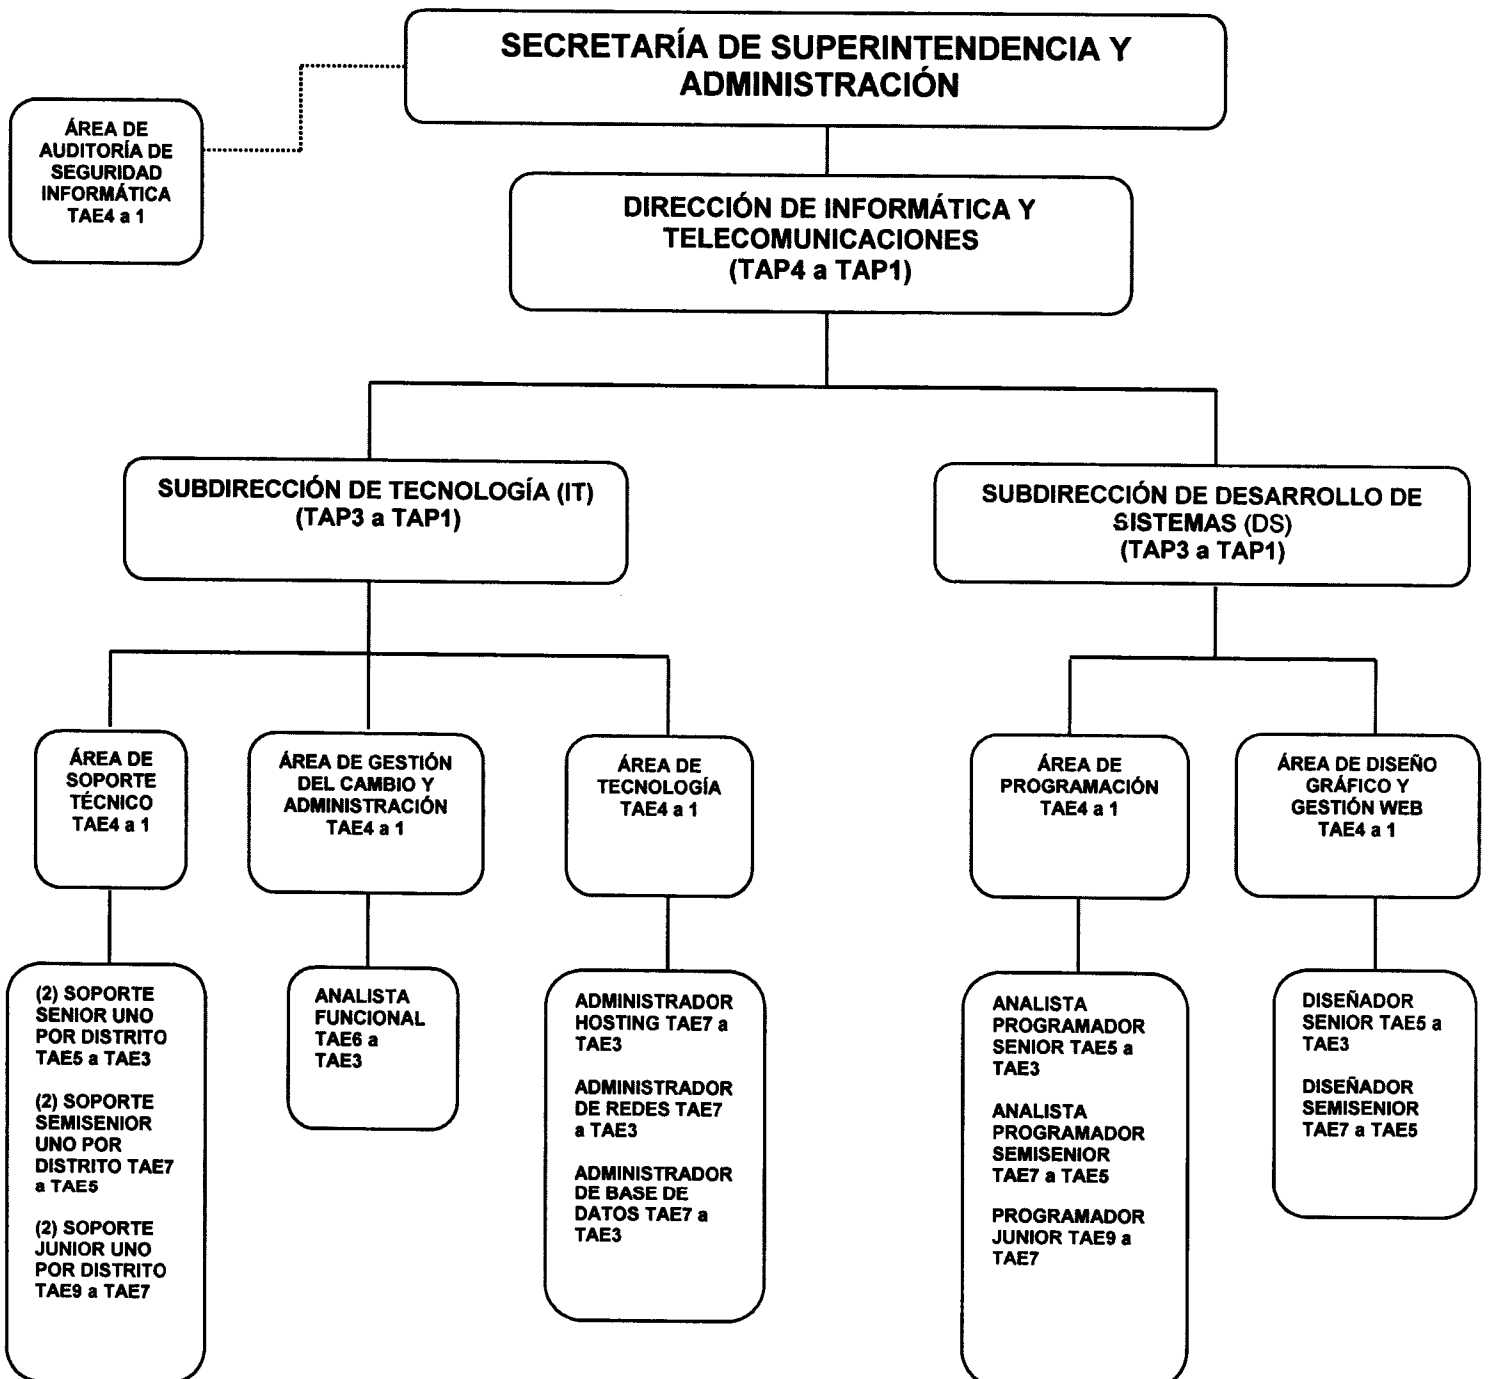 SECRETARÍA DE SUPERINTENDENCIA Y
ADMINISTRACIÓN
ÁREA DE
AUDITORÍA DE
SEGURIDAD
INFORMÁTICA
TAE4 a 1
DIRECCIÓN DE INFORMÁTICA Y
TELECOMUNICACIONES
(TAP4 a TAP1)
SUBDIRECCIÓN DE TECNOLOGÍA (IT)
(TAP3 a TAP1)
SUBDIRECCIÓN DE DESARROLLO DE
SISTEMAS (DS)
(TAP3 a TAP1)
ÁREA DE
SOPORTE
TÉCNICO
TAE4 a 1
ÁREA DE GESTIÓN
DEL CAMBIO Y
ADMINISTRACIÓN
TAE4 a 1
ÁREA DE
TECNOLOGÍA
TAE4 a 1
ÁREA DE
PROGRAMACIÓN
TAE4 a 1
ÁREA DE DISEÑO
GRÁFICO Y
GESTIÓN WEB
TAE4 a 1
(2) SOPORTE
SENIOR UNO
POR DISTRITO
TAE5 a TAE3
(2) SOPORTE
SEMISENIOR
UNO POR
DISTRITO TAE7
a TAE5
(2) SOPORTE
JUNIOR UNO
POR DISTRITO
TAE9 a TAE7
ANALISTA
FUNCIONAL
TAE6 a
TAE3
ADMINISTRADOR
HOSTING TAE7 a
TAE3
ADMINISTRADOR
DE REDES TAE7
a TAE3
ADMINISTRADOR
DE BASE DE
DATOS TAE7 a
TAE3
ANALISTA
PROGRAMADOR
SENIOR TAE5 a
TAE3
ANALISTA
PROGRAMADOR
SEMISENIOR
TAE7 a TAE5
PROGRAMADOR
JUNIOR TAE9 a
TAE7
DISEÑADOR
SENIOR TAE5 a
TAE3
DISEÑADOR
SEMISENIOR
TAE7 a TAE5